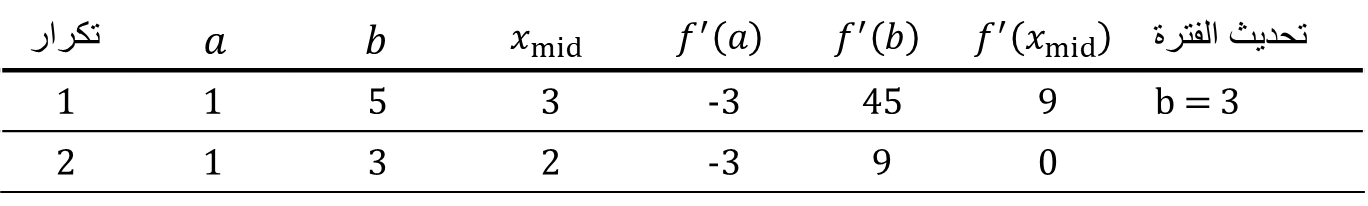 تكرار a b x_mid f′(a) f′(b) f′(x_mid) تحديث الفترة
1 1 5 3 -3 45 9 b = 3
2 1 3 2 -3 9 0